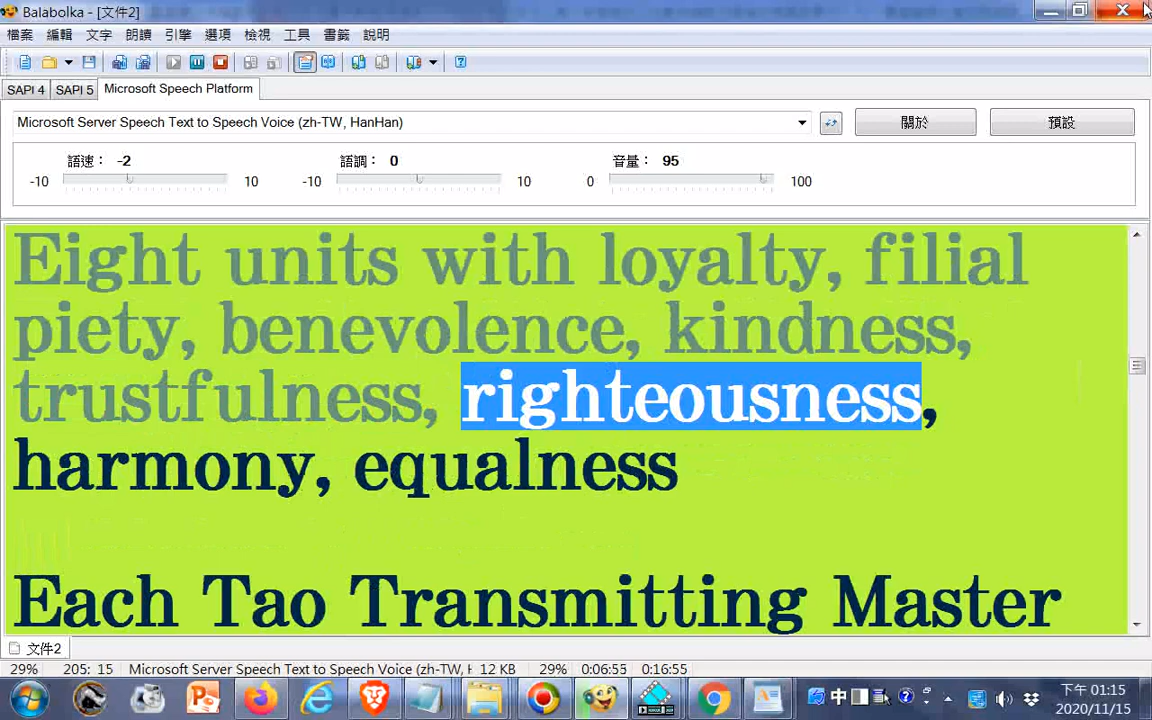 Balabolka - [文件2]
檔案 編輯 文字 朗讀 引擎 選項 檢視 工具 書籤 說明
SAPI 4 SAPI 5 Microsoft Speech Platform
Microsoft Server Speech Text to Speech Voice (zh-TW, HanHan) 關於 預設
語速： -2 語調： 0 音量： 95
-10 10 -10 10 0 100
Eight units with loyalty, filial
piety, benevolence, kindness,
trustfulness, righteousness,
harmony, equalness
Each Tao Transmitting Master
文件2
29% 205: 15 Microsoft Server Speech Text to Speech Voice (zh-TW, H 12 KB 29% 0:06:55 0:16:55
中 下午 01:15
2020/11/15